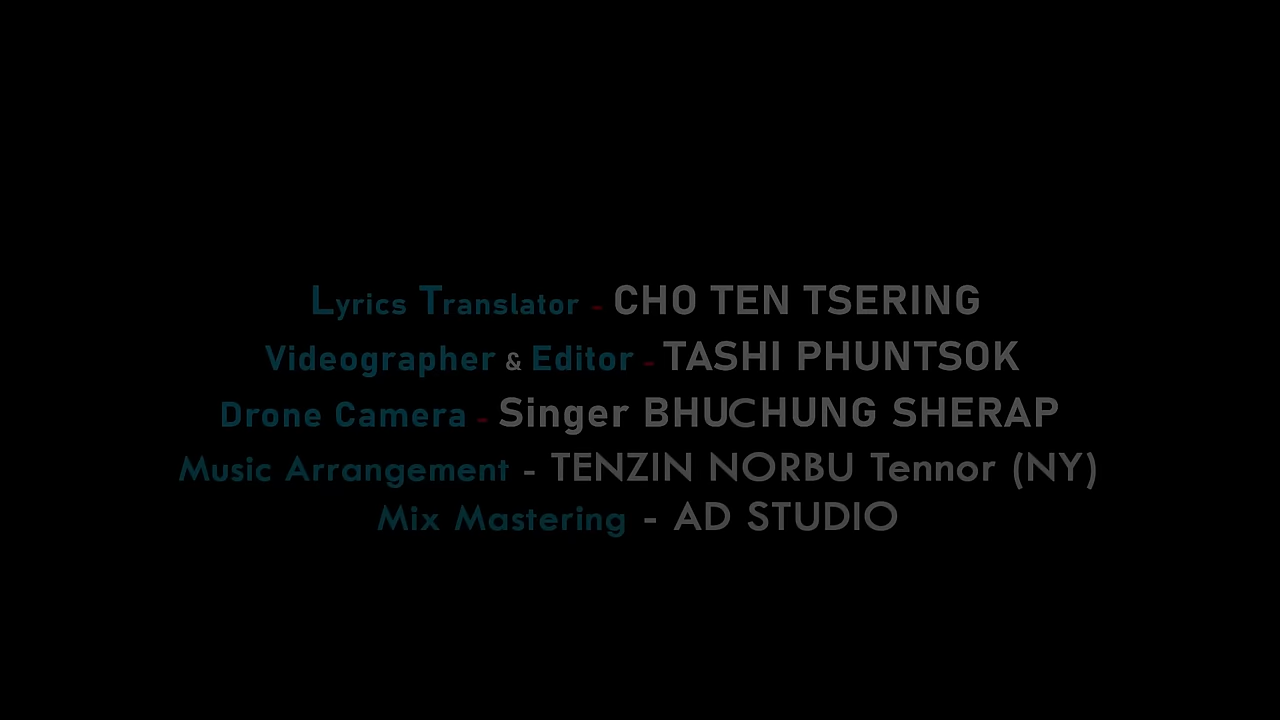 Lyrics Translator - CHO TEN TSERING
Videographer & Editor - TASHI PHUNTSOK
Drone Camera - Singer BHUCHUNG SHERAP
Music Arrangement - TENZIN NORBU Tennor (NY)
Mix Mastering - AD STUDIO